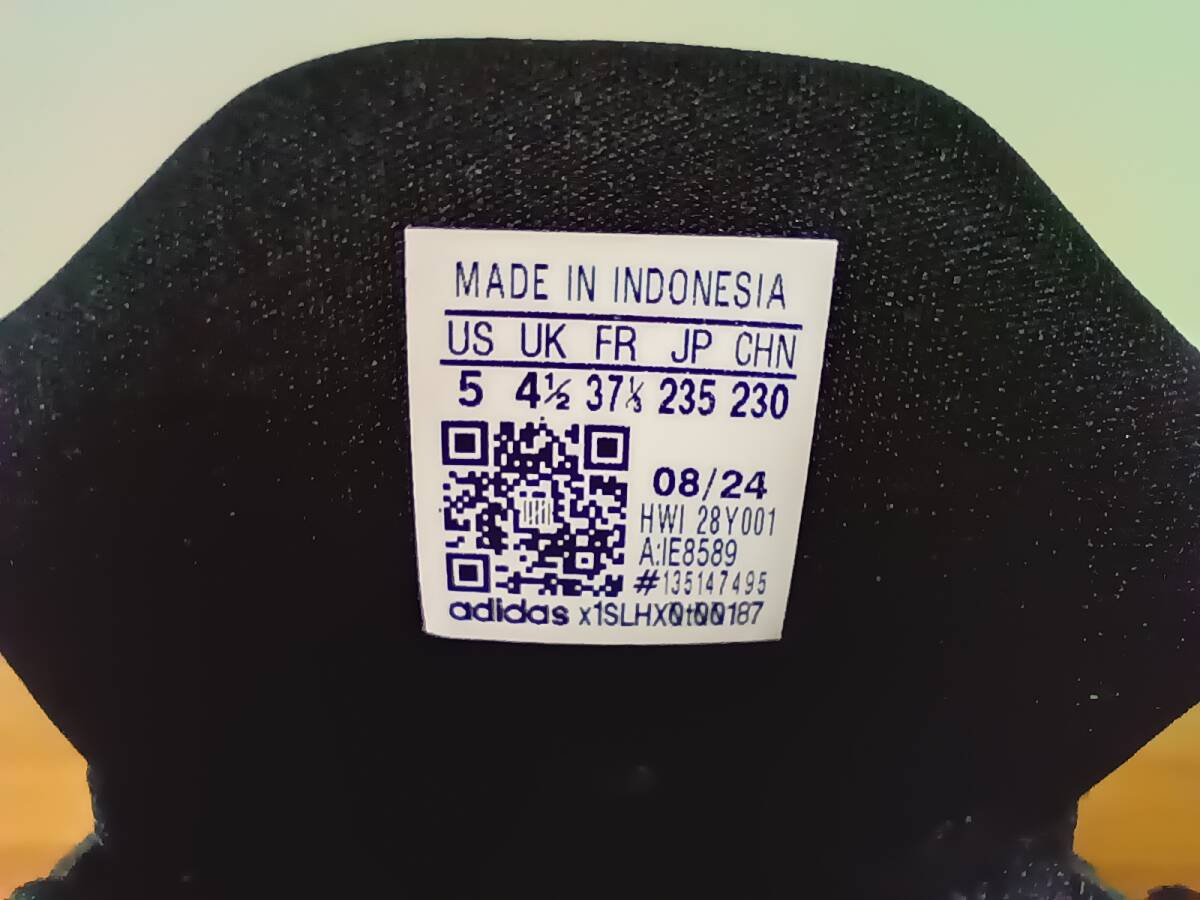 MADE IN INDONESIA
US UK FR JP CHN
5 4½ 37⅓ 235 230
08/24
HWI 28Y001
A:IE8589
#135147495
adidas x1SLHX0t00187